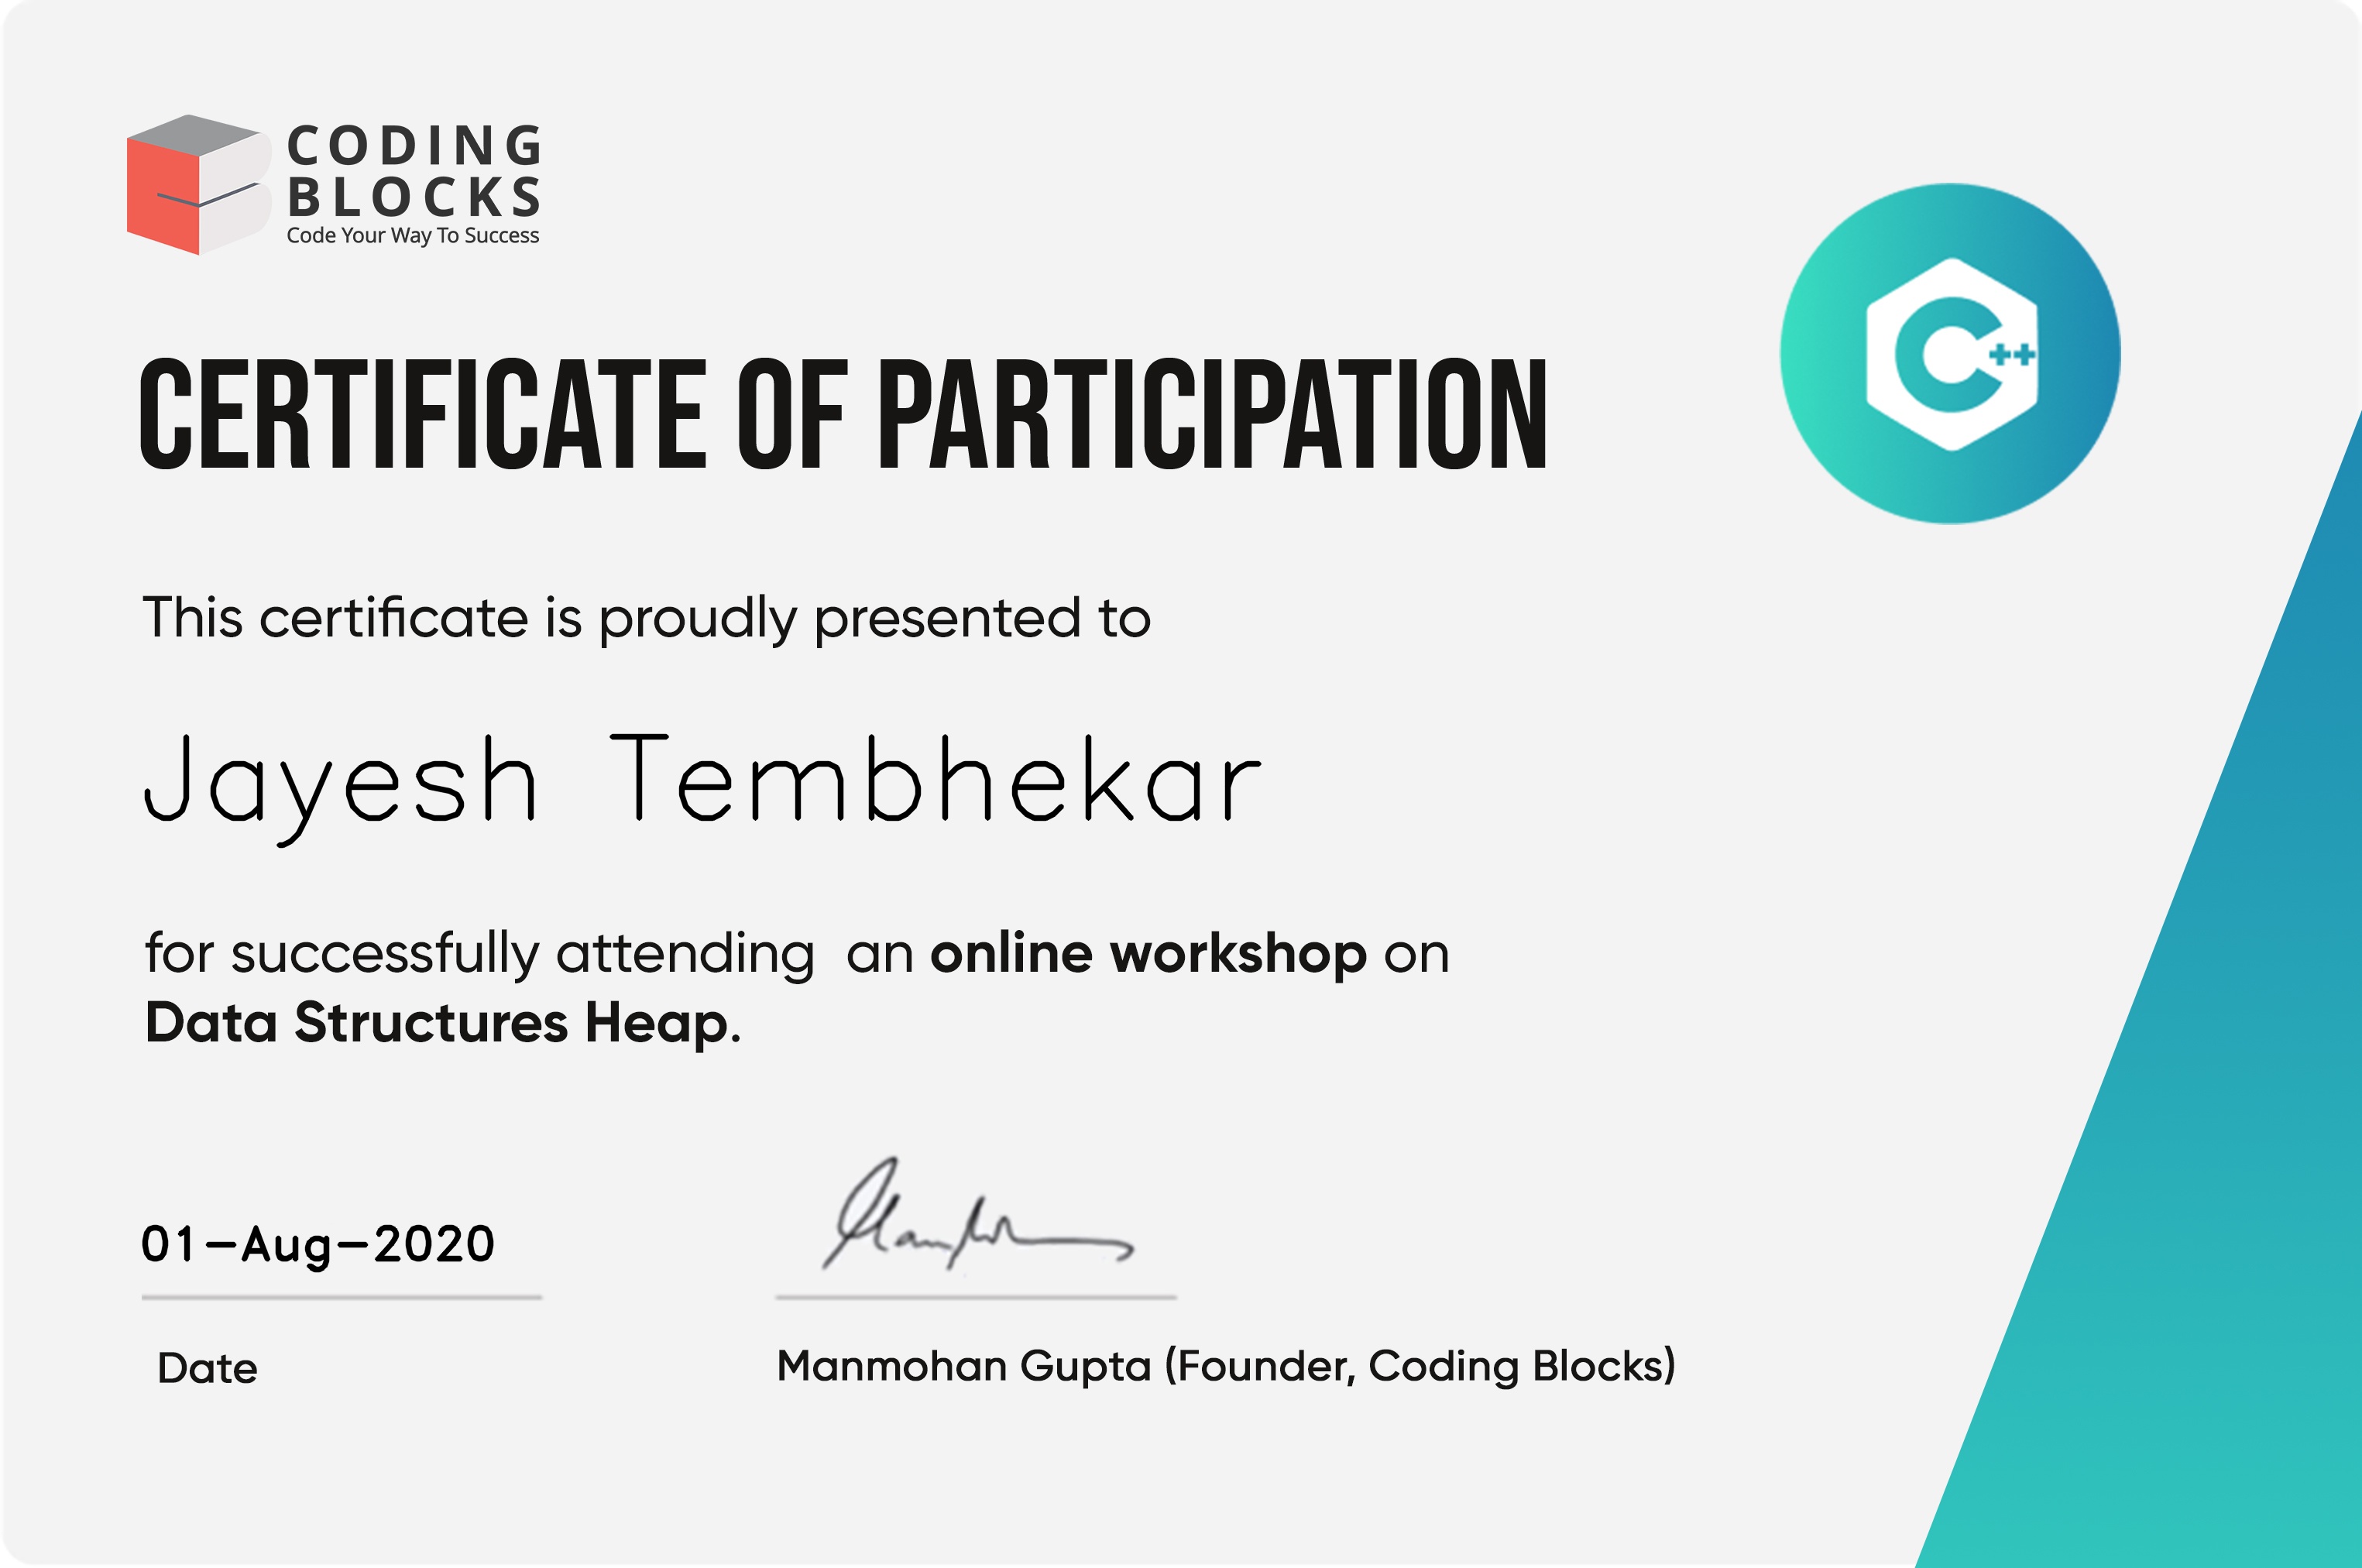 CODING
BLOCKS
Code Your Way To Success
C++
CERTIFICATE OF PARTICIPATION
This certificate is proudly presented to
Jayesh Tembhekar
for successfully attending an online workshop on
Data Structures Heap.
01-Aug-2020
Date
Manmohan Gupta (Founder, Coding Blocks)